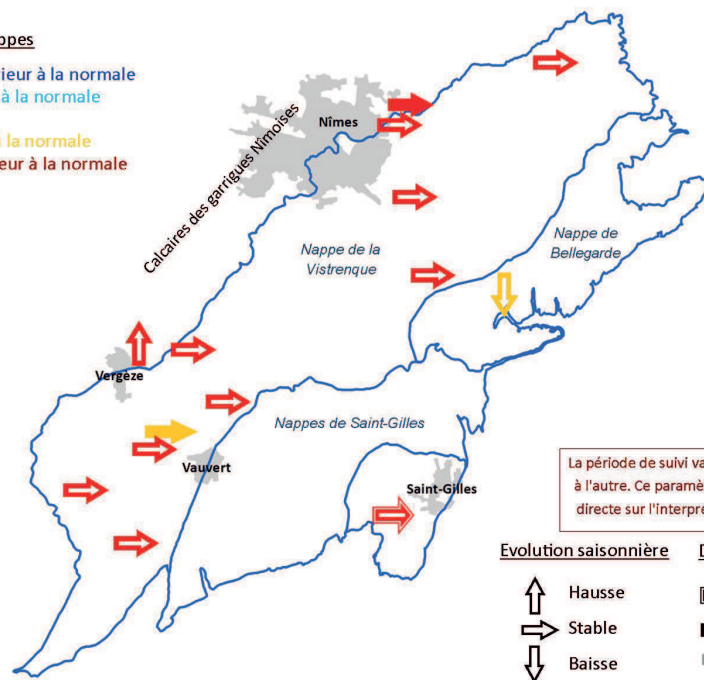 rieur à la normale
à la normale
la normale
eur à la normale
Nîmes
Calcaires des garrigues Nîmoises
Nappe de la
Vistrenque
Nappe de
Bellegarde
Vergèze
Nappes de Saint-Gilles
Vauvert
Saint-Gilles
La période de suivi va
à l'autre. Ce paramè
directe sur l'interpré
Evolution saisonnière
Hausse
Stable
Baisse